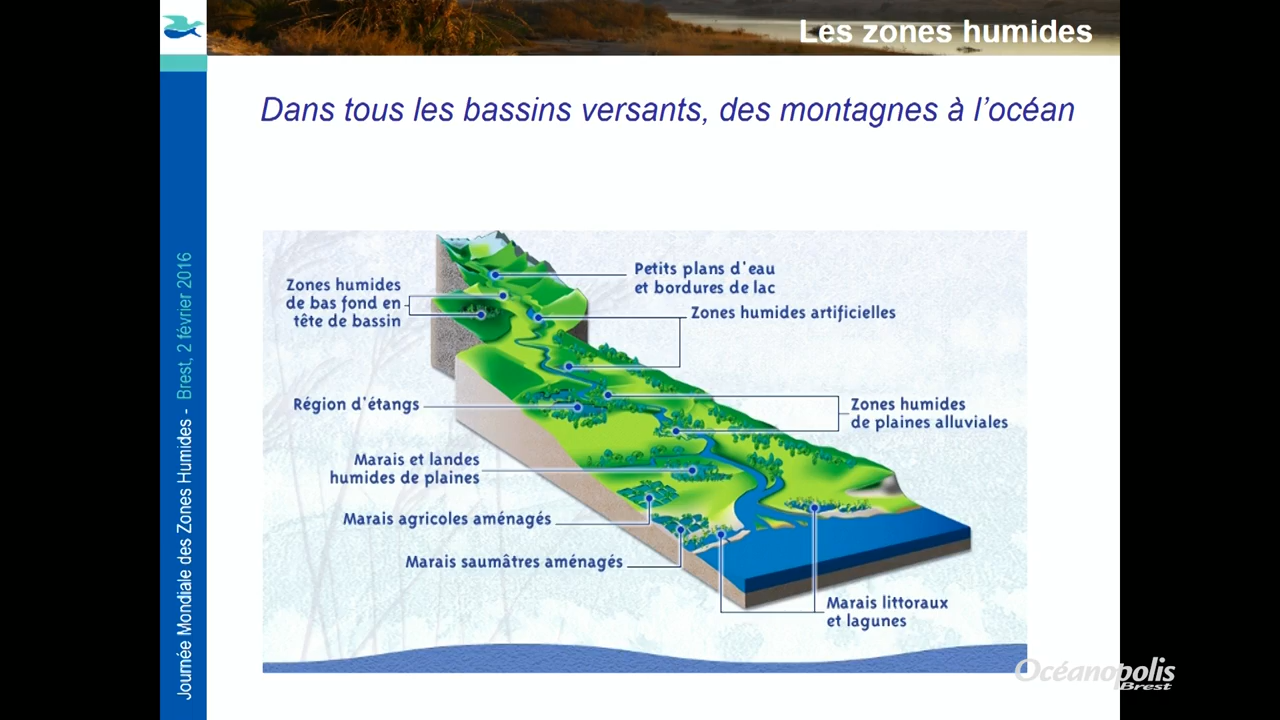 Les zones humides
Dans tous les bassins versants, des montagnes à l'océan
Zones humides
de bas fond en
tête de bassin
Petits plans d'eau
et bordures de lac
Zones humides artificielles
Région d'étangs
Zones humides
de plaines alluviales
Marais et landes
humides de plaines
Marais agricoles aménagés
Marais saumâtres aménagés
Marais littoraux
et lagunes
Journée Mondiale des Zones Humides - Brest, 2 février 2016
Océanopolis
Brest